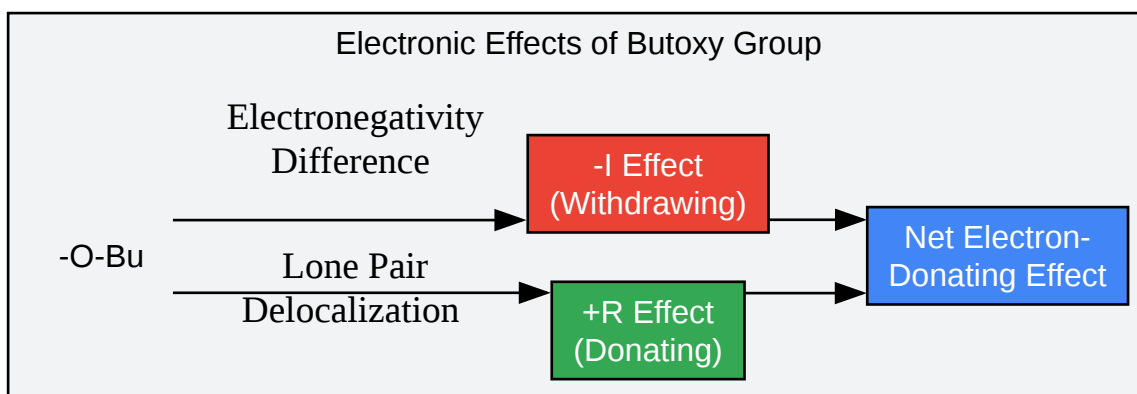 Electronic Effects of Butoxy Group
Electronegativity
Difference
-I Effect
(Withdrawing)
-O-Bu
Net Electron-
Donating Effect
Lone Pair
Delocalization
+R Effect
(Donating)